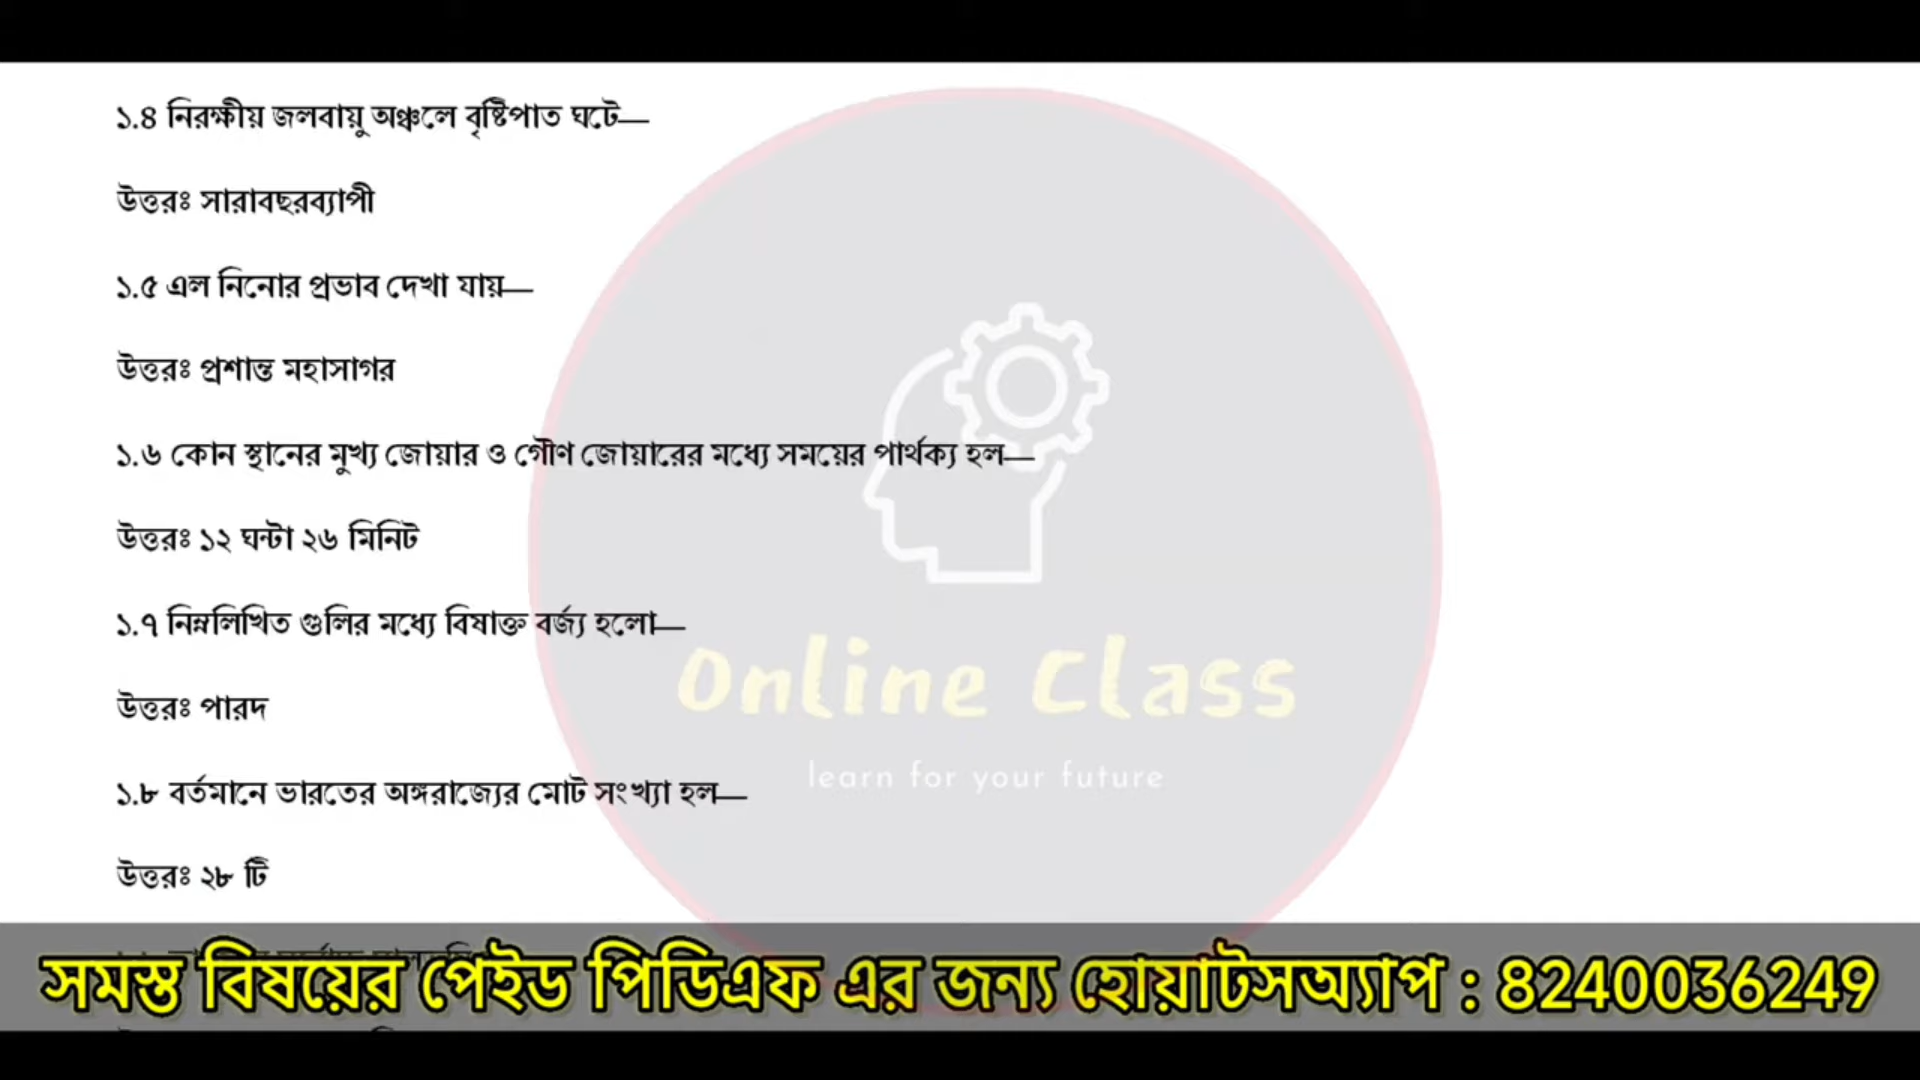 ১.৪ নিরক্ষীয় জলবায়ু অঞ্চলে বৃষ্টিপাত ঘটে—
উত্তরঃ সারাবছরব্যাপী
১.৫ এল নিনোর প্রভাব দেখা যায়—
উত্তরঃ প্রশান্ত মহাসাগর
১.৬ কোন স্থানের মুখ্য জোয়ার ও গৌণ জোয়ারের মধ্যে সময়ের পার্থক্য হল—
উত্তরঃ ১২ ঘন্টা ২৬ মিনিট
১.৭ নিম্নলিখিত গুলির মধ্যে বিষাক্ত বর্জ্য হলো—
উত্তরঃ পারদ
Online Class
learn for your future
১.৮ বর্তমানে ভারতের অঙ্গরাজ্যের মোট সংখ্যা হল—
উত্তরঃ ২৮ টি
সমস্ত বিষয়ের পেইড পিডিএফ এর জন্য হোয়াটসঅ্যাপ : 8240036249